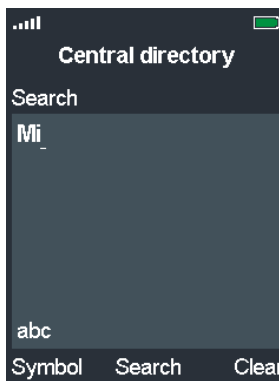 Central directory
Search
Mi_
abc
Symbol Search Clear